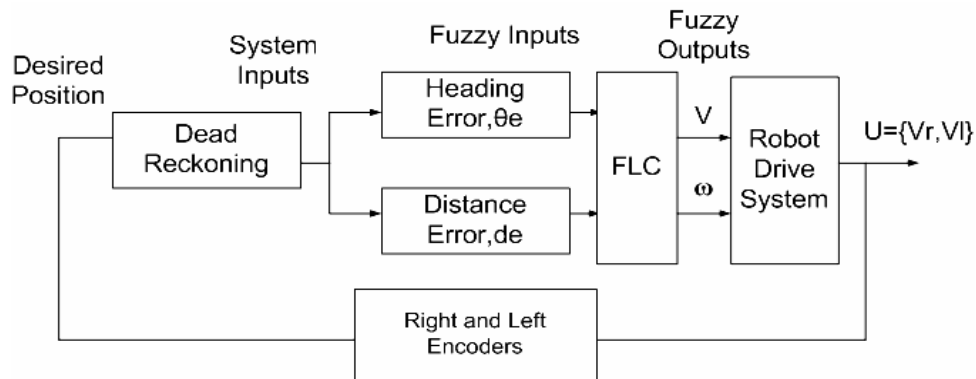 Desired
Position
System
Inputs
Fuzzy Inputs
Fuzzy
Outputs
Dead
Reckoning
Heading
Error,θe
Distance
Error,de
FLC
V
ω
Robot
Drive
System
U={Vr,Vl}
Right and Left
Encoders